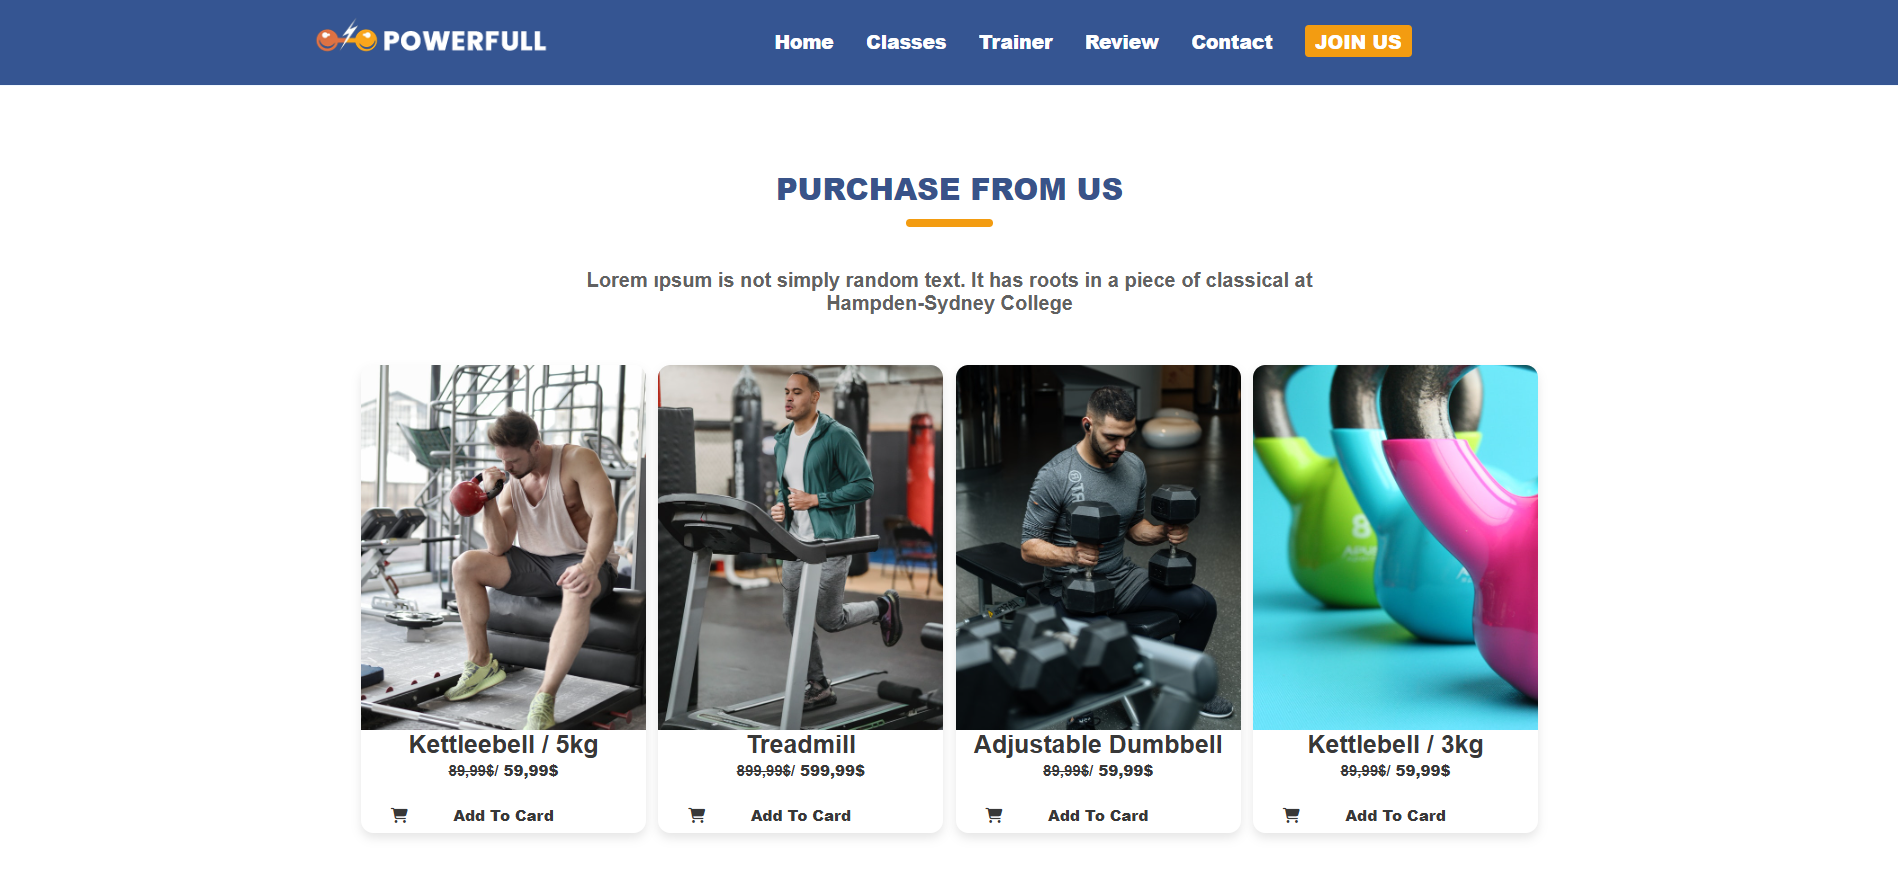 POWERFULL
Home Classes Trainer Review Contact JOIN US
PURCHASE FROM US
Lorem ıpsum is not simply random text. It has roots in a piece of classical at
Hampden-Sydney College
Kettleebell / 5kg
89,99$/ 59,99$
Add To Card
Treadmill
899,99$/ 599,99$
Add To Card
Adjustable Dumbbell
89,99$/ 59,99$
Add To Card
8
Kettlebell / 3kg
89,99$/ 59,99$
Add To Card